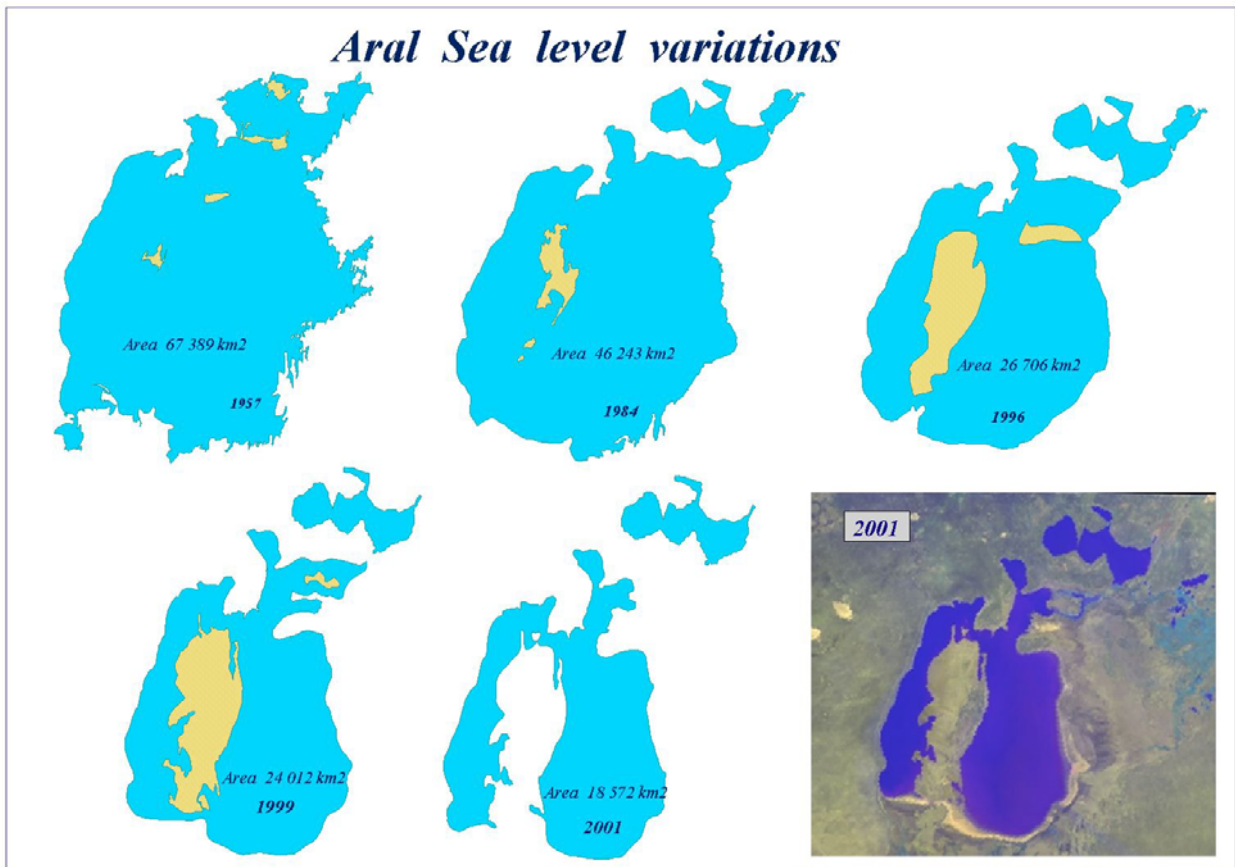 Aral Sea level variations
Area 67 389 km2
1957
Area 46 243 km2
1984
Area 26 706 km2
1996
Area 24 012 km2
1999
Area 18 572 km2
2001
2001